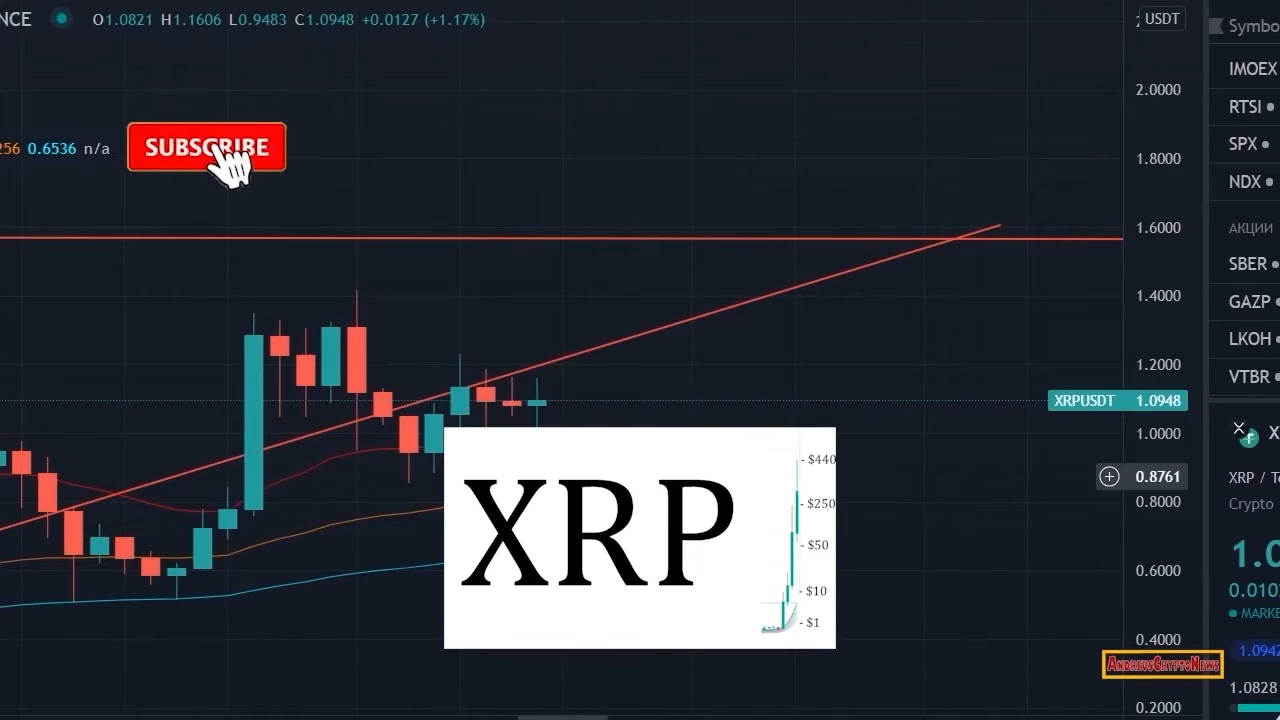 NCE O1.0821 H1.1606 L0.9483 C1.0948 +0.0127 (+1.17%)
USDT
Symbo
2.0000
IMOEX
RTSI
256 0.6536 n/a
SUBSCRIBE
SPX
1.8000
NDX
1.6000
АКЦИИ
SBER
1.4000
GAZP
LKOH
1.2000
VTBR
XRPUSDT 1.0948
1.0000
X
0.8761
XRP / Te
0.8000
Crypto
XRP
- $440
- $250
- $50
- $10
- $1
1.0
0.6000
0.010
MARKE
0.4000
1.0942
ANDREUSCRYPTONEWS
1.0828
0.2000